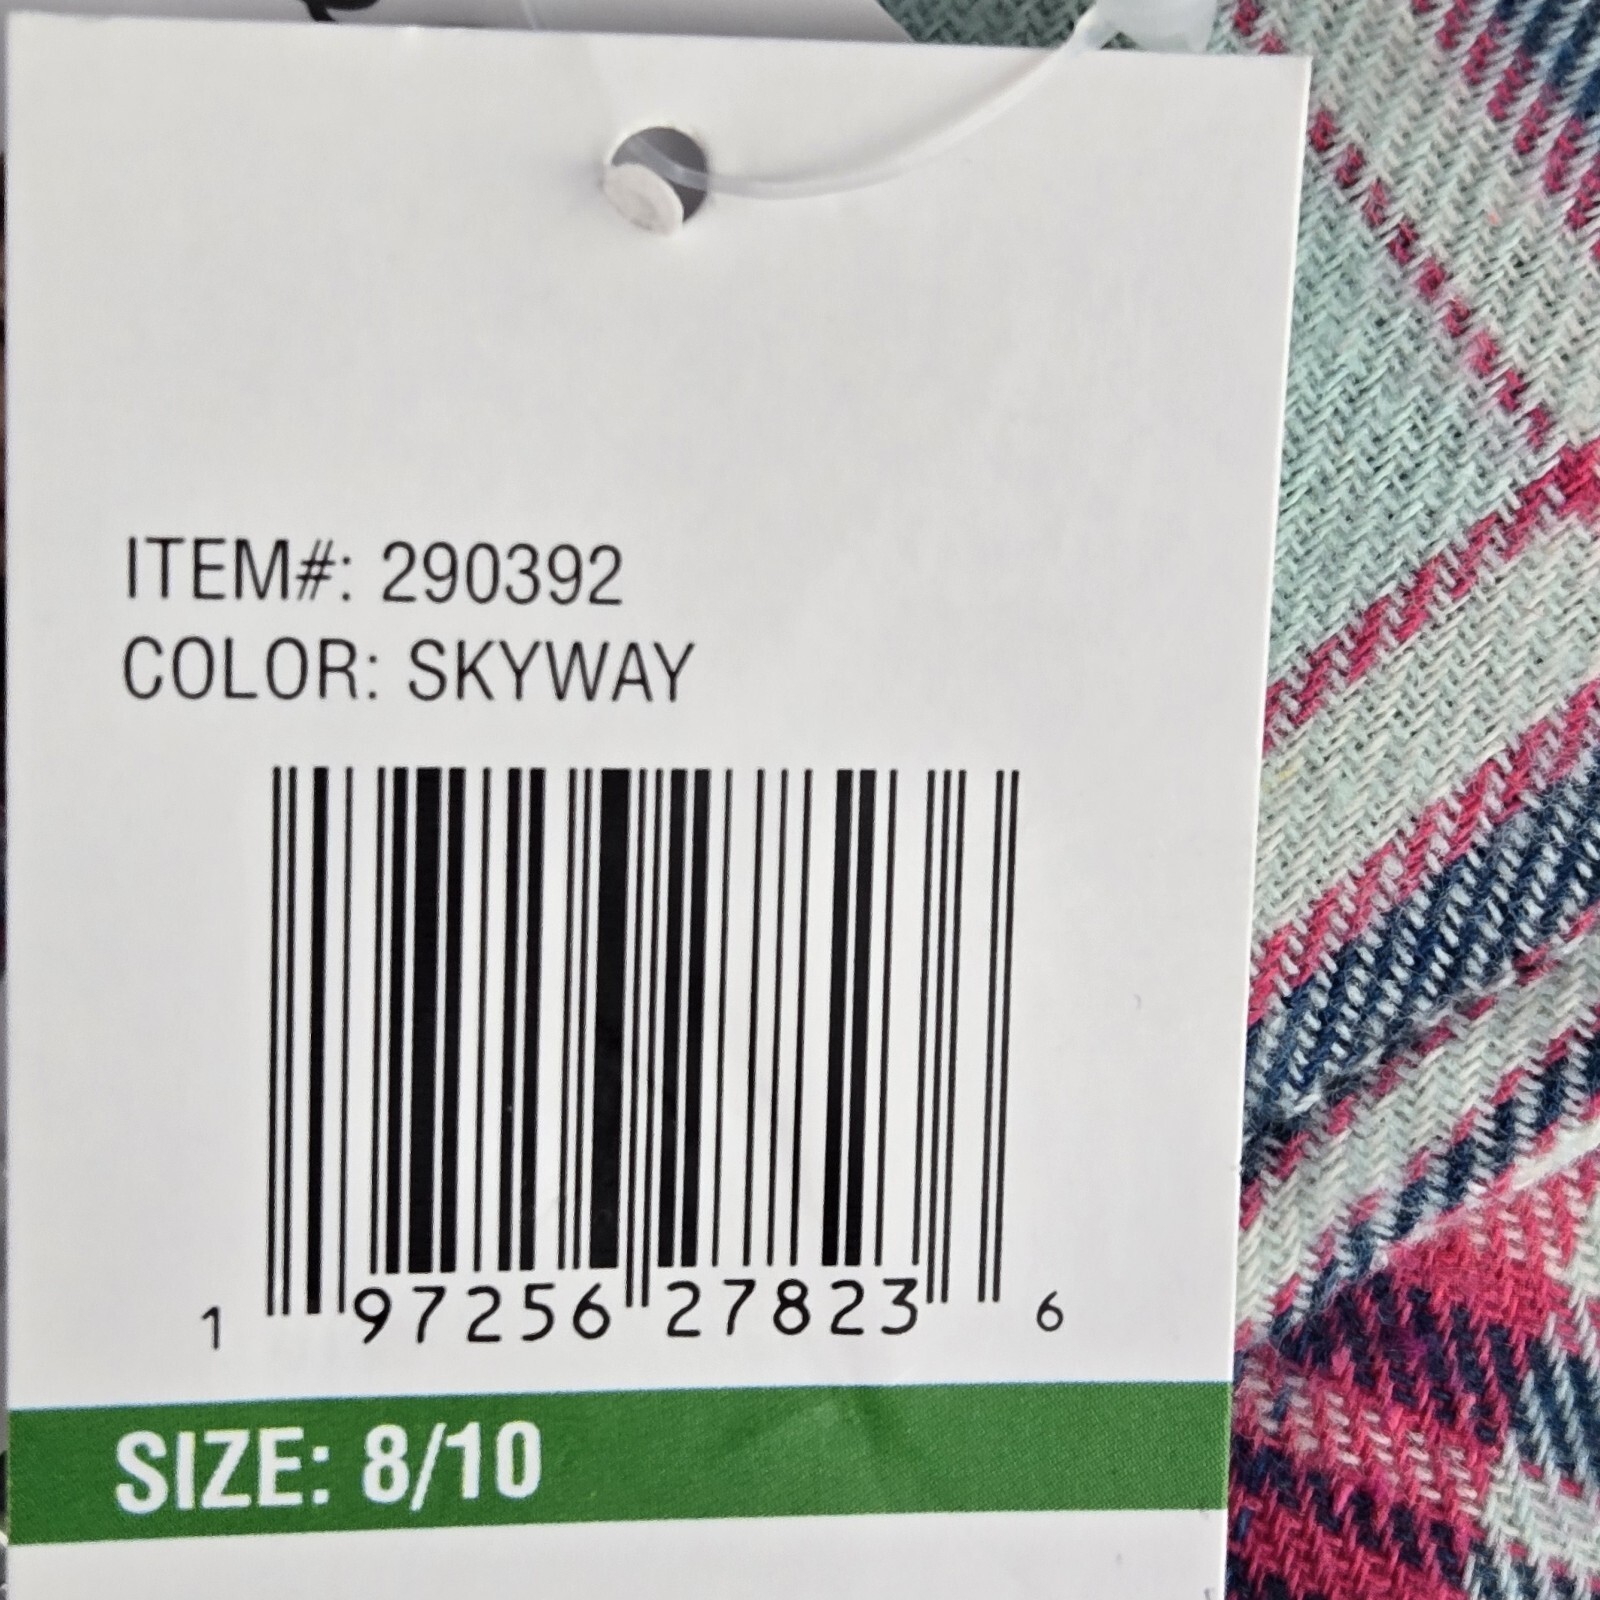 ITEM#: 290392
COLOR: SKYWAY
1 97256 27823 6
SIZE: 8/10